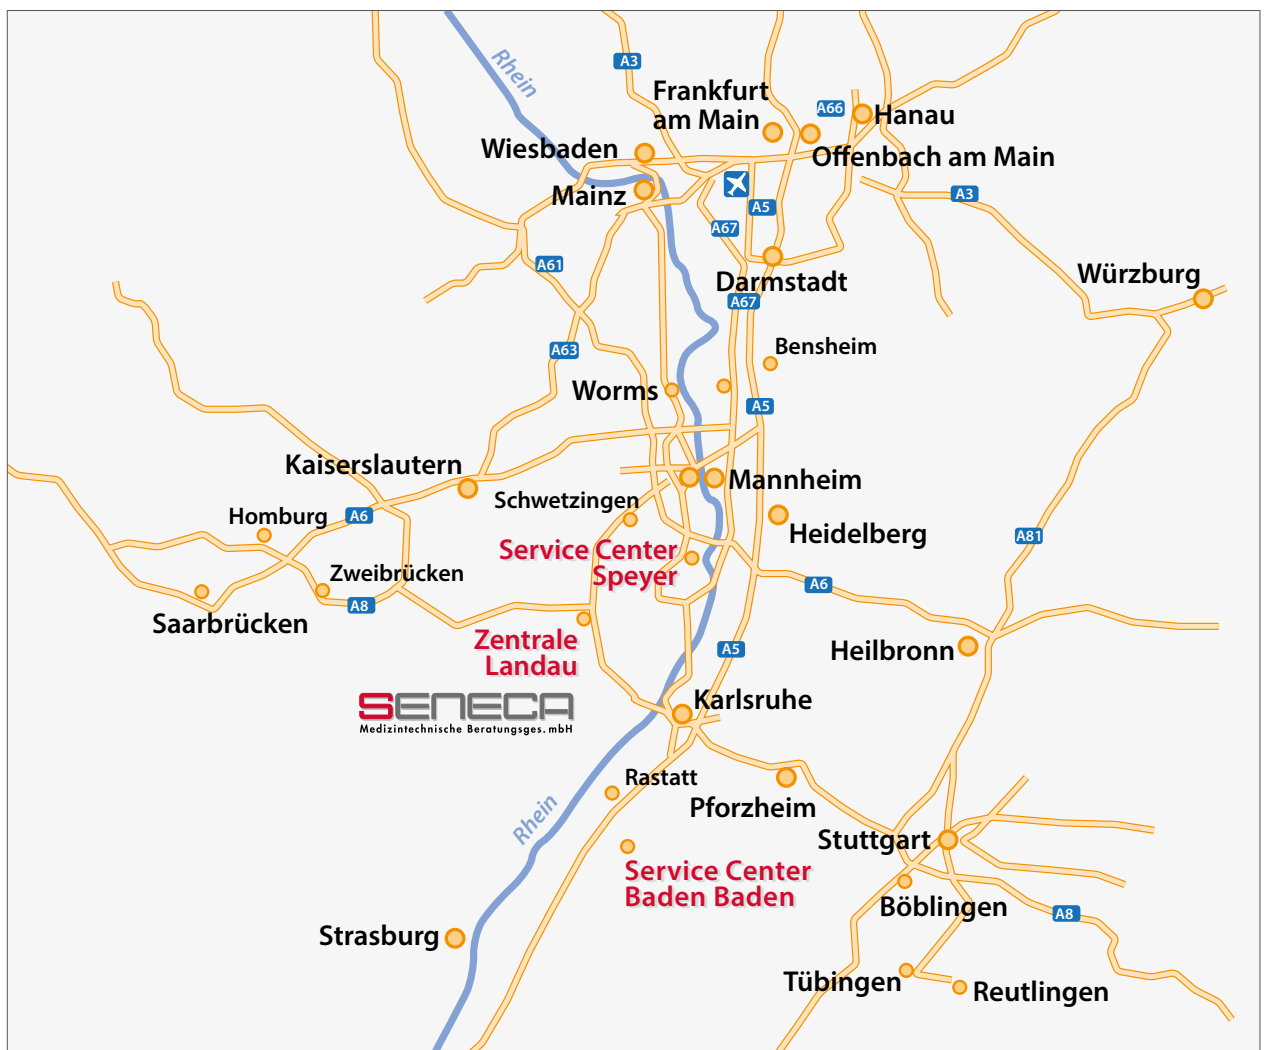 Rhein
A3
Frankfurt
am Main
A66
Hanau
Wiesbaden
Offenbach am Main
Mainz
A5
A3
A67
A61
Darmstadt
Würzburg
A67
A63
Bensheim
Worms
A5
Kaiserslautern
Mannheim
Schwetzingen
Homburg
A6
Heidelberg
A81
Service Center
Speyer
Zweibrücken
A6
A8
Saarbrücken
Zentrale
Landau
A5
Heilbronn
SENECA
Medizintechnische Beratungsges. mbH
Karlsruhe
Rastatt
Pforzheim
Rhein
Stuttgart
Service Center
Baden Baden
Böblingen
A8
Strasburg
Tübingen
Reutlingen